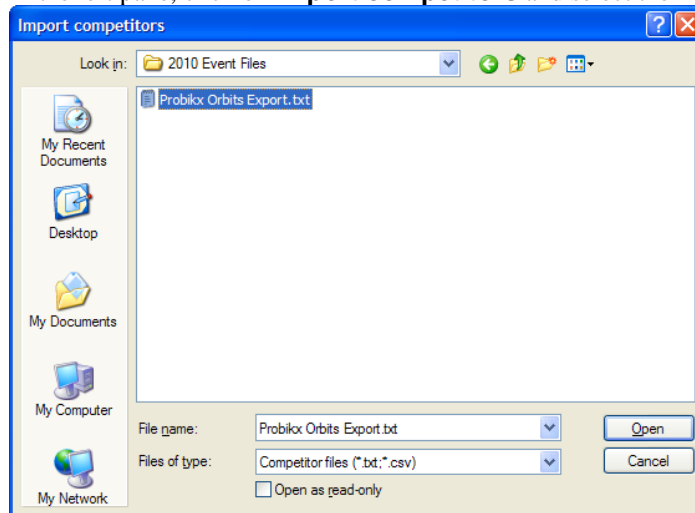 Import competitors
Look in:
2010 Event Files
Probikx Orbits Export.txt
My Recent
Documents
Desktop
My Documents
My Computer
My Network
File name:
Probikx Orbits Export.txt
Open
Files of type:
Competitor files (*.txt;*.csv)
Cancel
Open as read-only